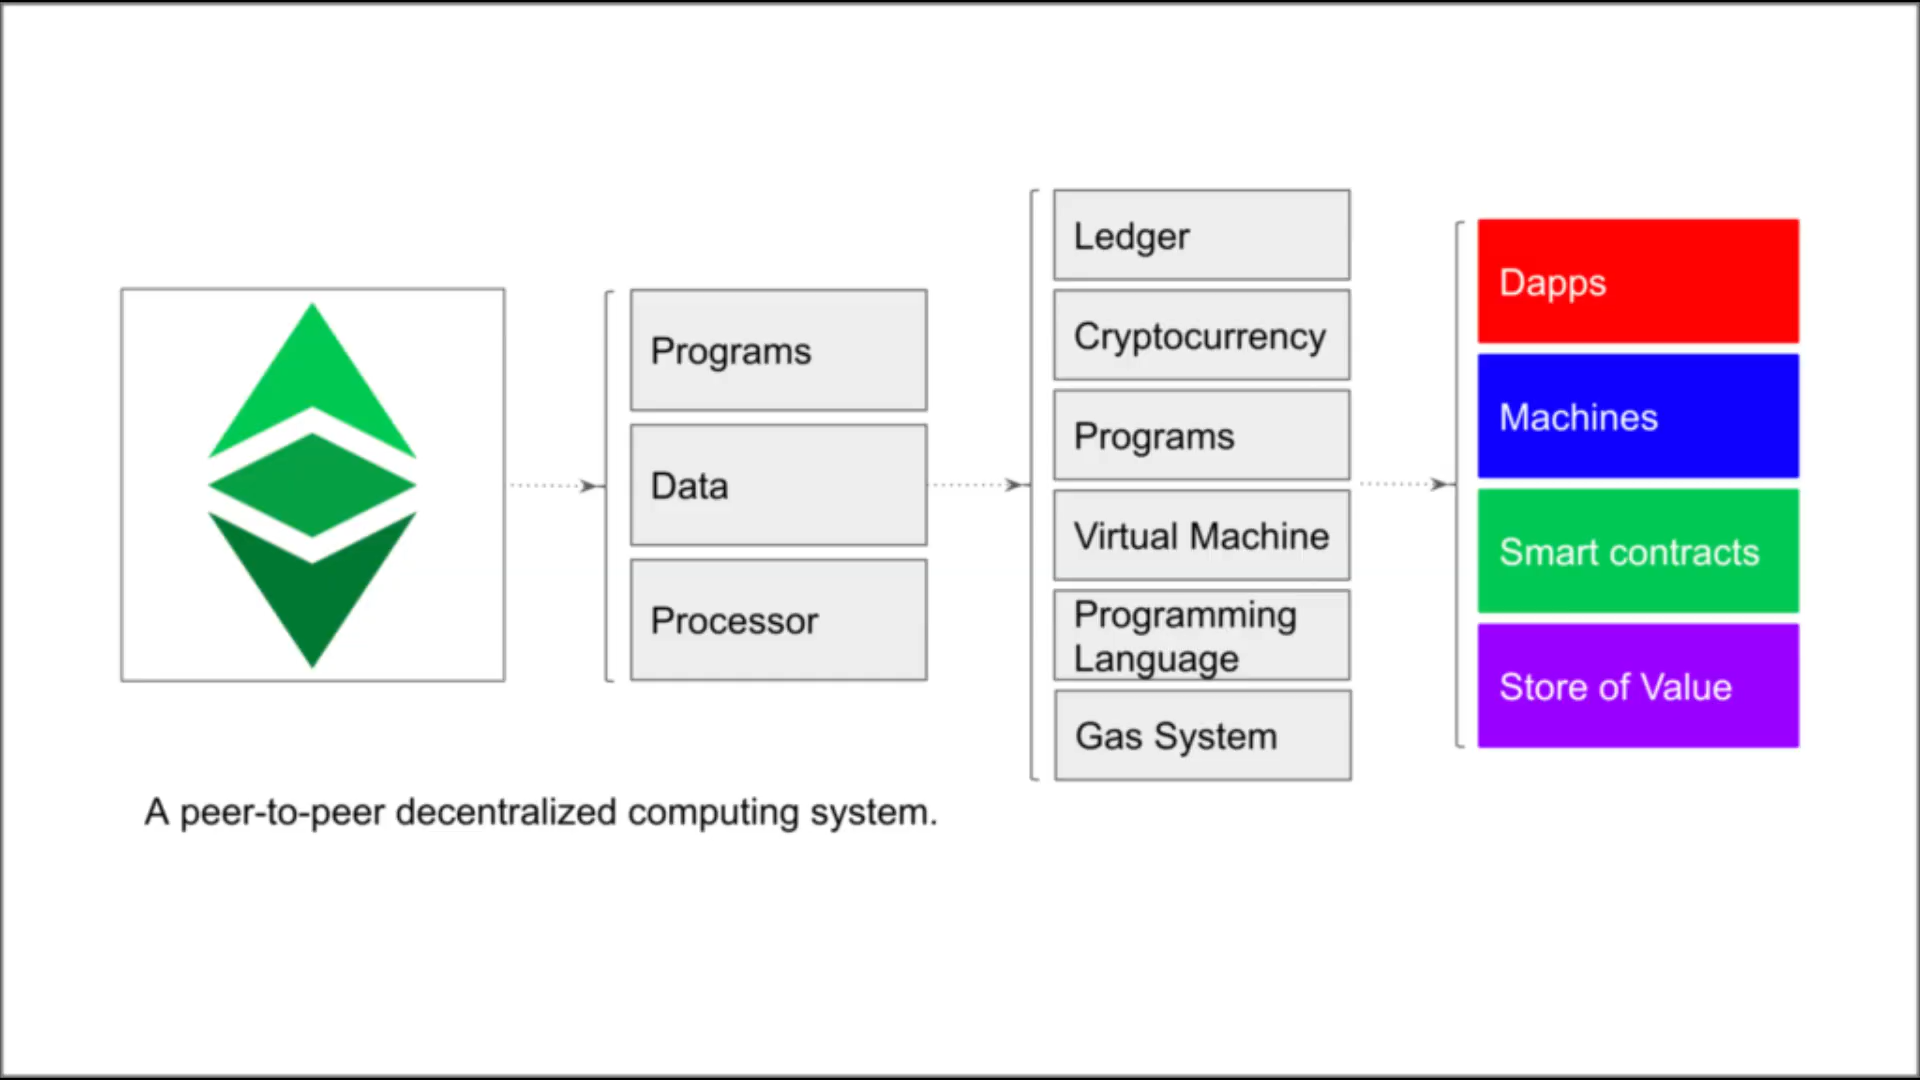 Programs
Data
Processor
Ledger
Cryptocurrency
Programs
Virtual Machine
Programming
Language
Gas System
Dapps
Machines
Smart contracts
Store of Value
A peer-to-peer decentralized computing system.